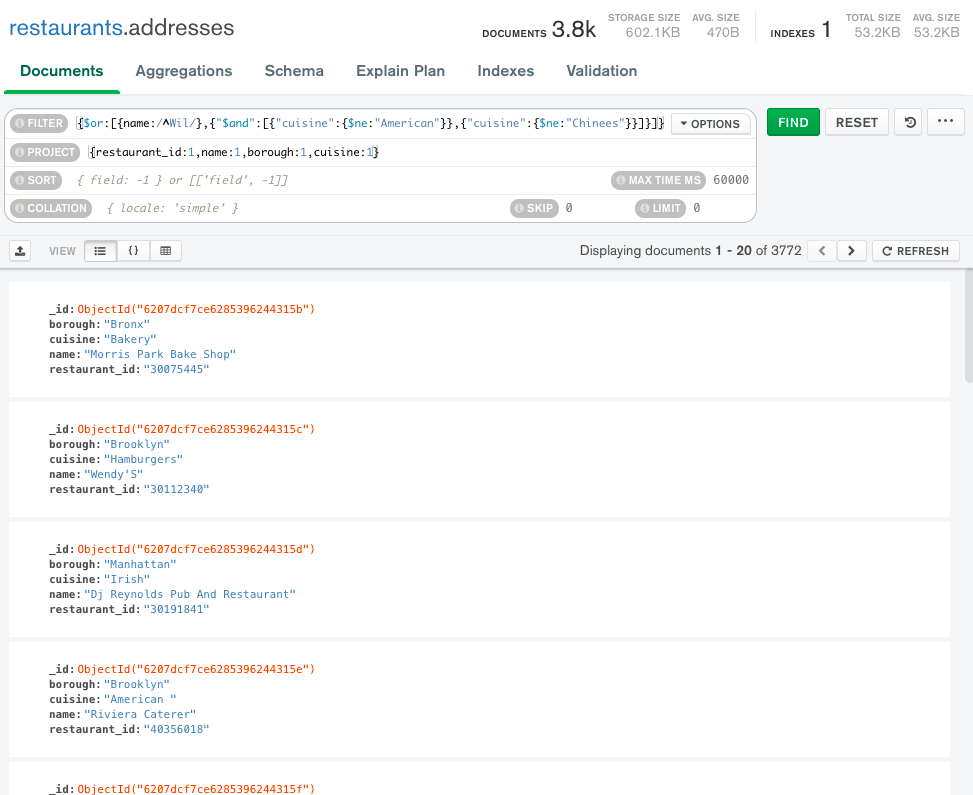 restaurants.addresses
DOCUMENTS 3.8k STORAGE SIZE 602.1KB AVG. SIZE 470B INDEXES 1 TOTAL SIZE 53.2KB AVG. SIZE 53.2KB
Documents Aggregations Schema Explain Plan Indexes Validation
FILTER {$or:[{name:/^Wil/},{"$and":[{"cuisine":{$ne:"American"}},{"cuisine":{$ne:"Chinees"}}]}]} OPTIONS FIND RESET ...
PROJECT {restaurant_id:1,name:1,borough:1,cuisine:1}
SORT { field: -1 } or [['field', -1]] MAX TIME MS 60000
COLLATION { locale: 'simple' } SKIP 0 LIMIT 0
VIEW {} Displaying documents 1 - 20 of 3772 < > REFRESH
_id:ObjectId("6207dcf7ce6285396244315b")
borough:"Bronx"
cuisine:"Bakery"
name:"Morris Park Bake Shop"
restaurant_id:"30075445"
_id:ObjectId("6207dcf7ce6285396244315c")
borough:"Brooklyn"
cuisine:"Hamburgers"
name:"Wendy'S"
restaurant_id:"30112340"
_id:ObjectId("6207dcf7ce6285396244315d")
borough:"Manhattan"
cuisine:"Irish"
name:"Dj Reynolds Pub And Restaurant"
restaurant_id:"30191841"
_id:ObjectId("6207dcf7ce6285396244315e")
borough:"Brooklyn"
cuisine:"American "
name:"Riviera Caterer"
restaurant_id:"40356018"
_id:ObjectId("6207dcf7ce6285396244315f")